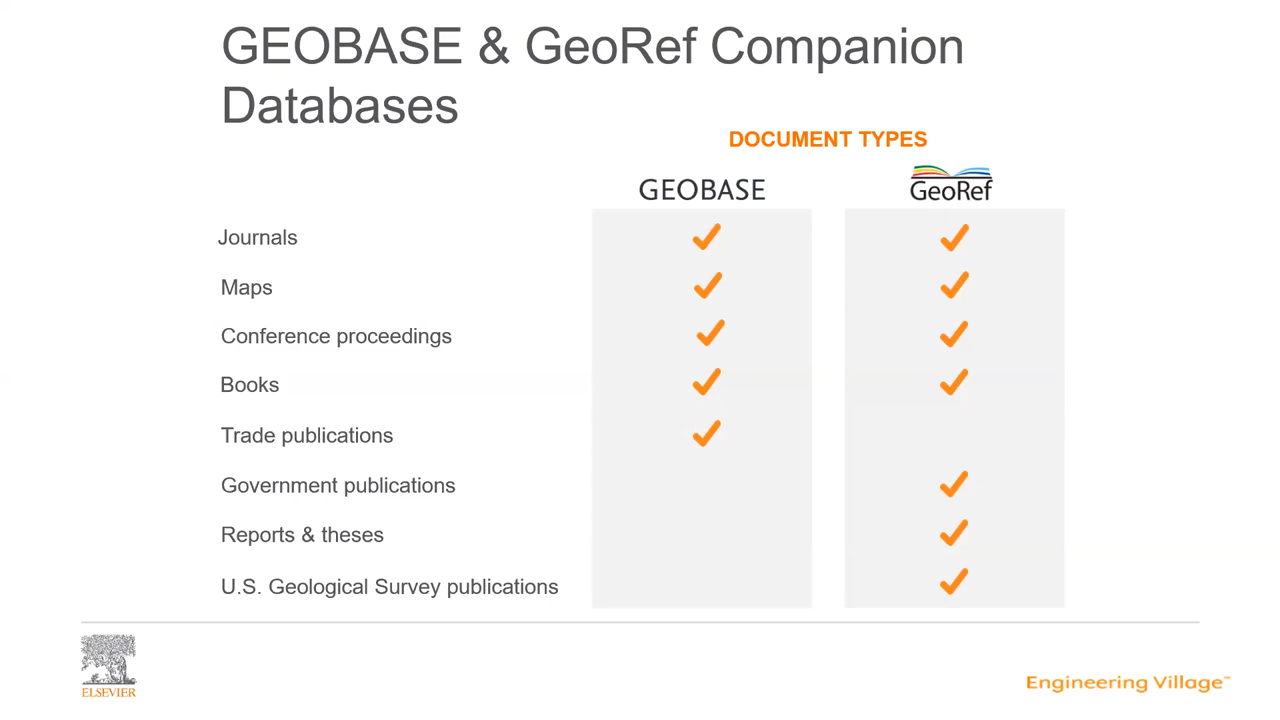 GEOBASE & GeoRef Companion
Databases
DOCUMENT TYPES
GEOBASE
GeoRef
Journals
Maps
Conference proceedings
Books
Trade publications
Government publications
Reports & theses
U.S. Geological Survey publications
ELSEVIER
Engineering Village™